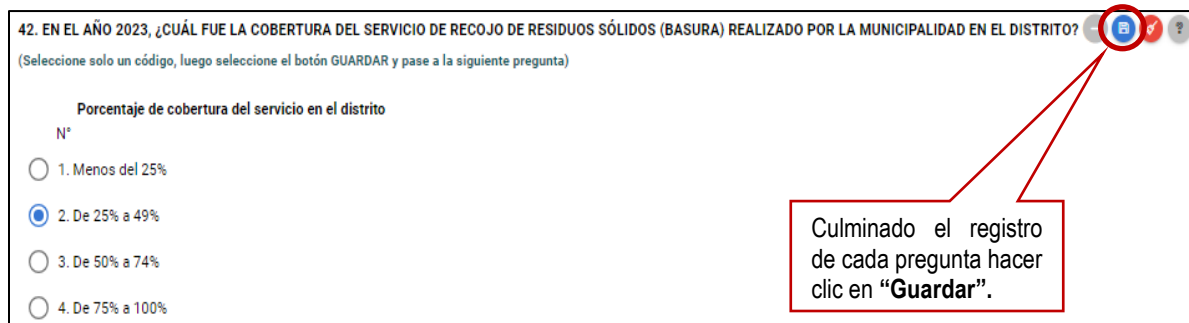 42. EN EL AÑO 2023, ¿CUÁL FUE LA COBERTURA DEL SERVICIO DE RECOJO DE RESIDUOS SÓLIDOS (BASURA) REALIZADO POR LA MUNICIPALIDAD EN EL DISTRITO?
(Seleccione solo un código, luego seleccione el botón GUARDAR y pase a la siguiente pregunta)
Porcentaje de cobertura del servicio en el distrito
N°
1. Menos del 25%
2. De 25% a 49%
3. De 50% a 74%
4. De 75% a 100%
Culminado el registro
de cada pregunta hacer
clic en “Guardar”.